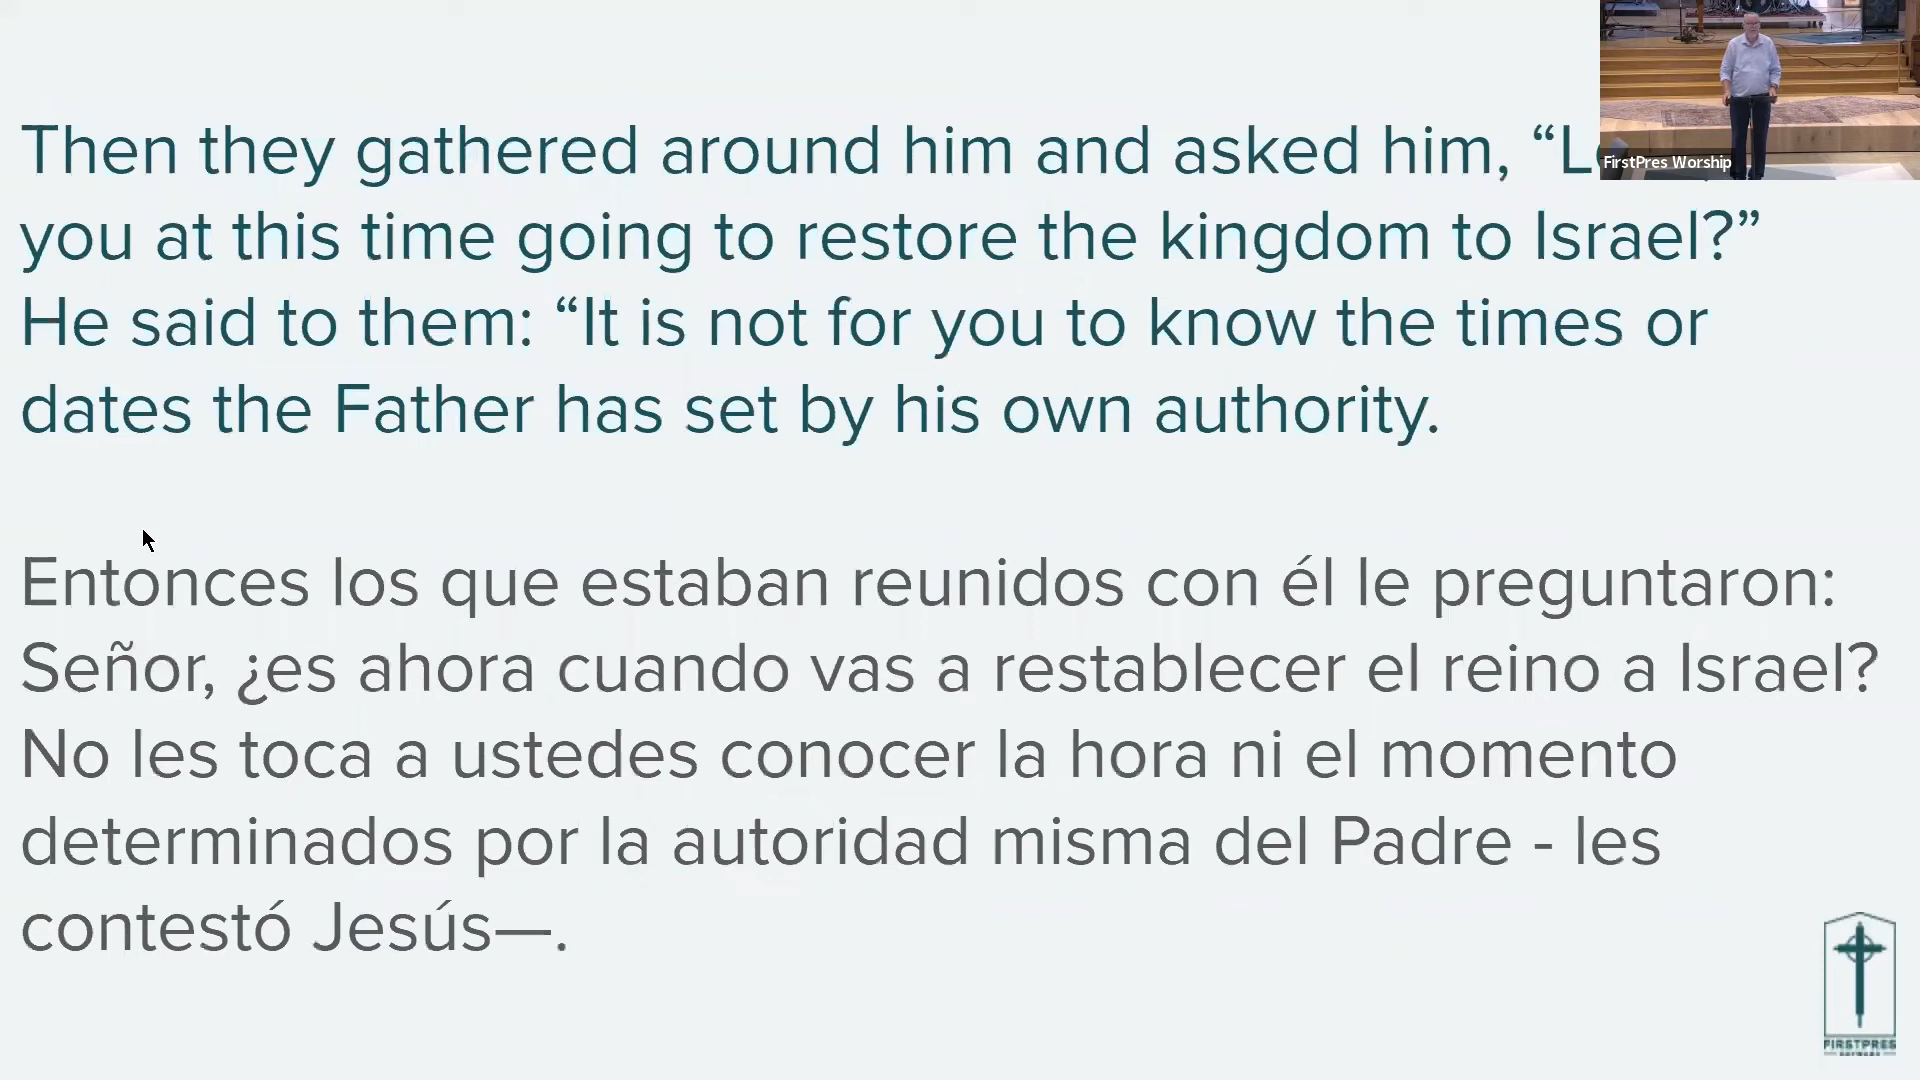 Then they gathered around him and asked him, “L
you at this time going to restore the kingdom to Israel?”
He said to them: “It is not for you to know the times or
dates the Father has set by his own authority.
Entonces los que estaban reunidos con él le preguntaron:
Señor, ¿es ahora cuando vas a restablecer el reino a Israel?
No les toca a ustedes conocer la hora ni el momento
determinados por la autoridad misma del Padre - les
contestó Jesús—.
FirstPres Worship
FIRSTPRES